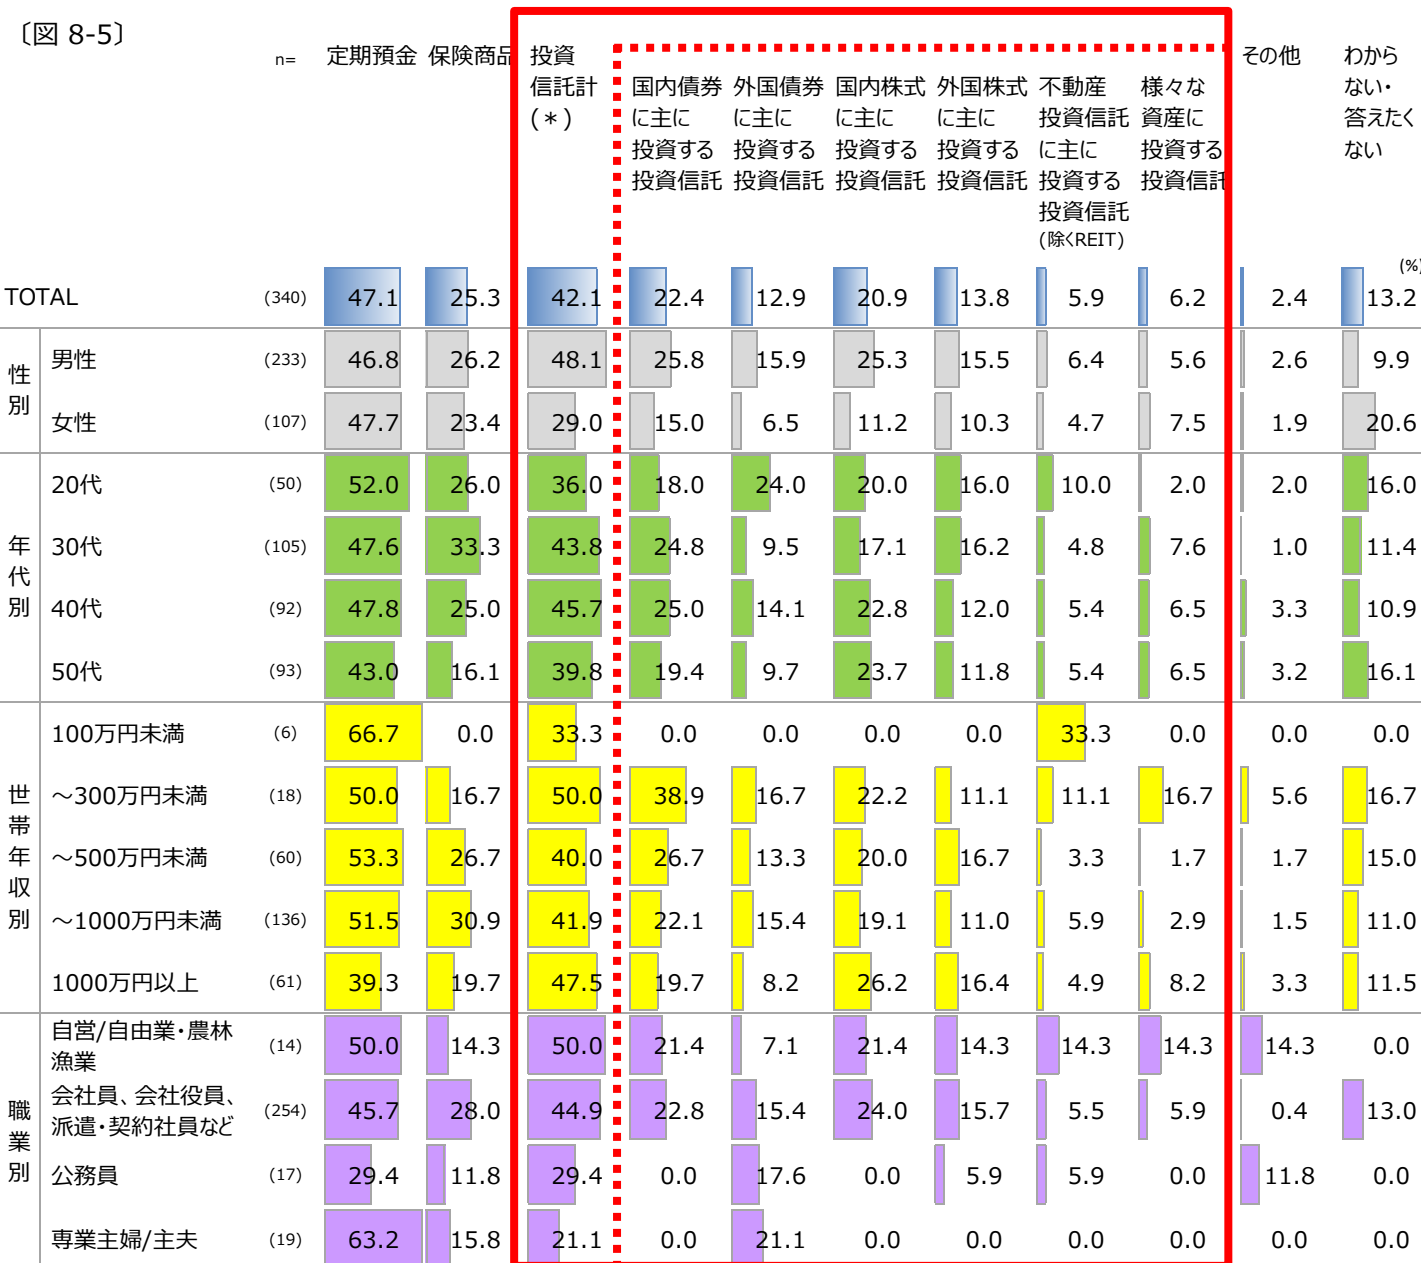 〔図 8-5〕
n= 定期預金 保険商品 投資信託計(*) 国内債券に主に投資する投資信託 外国債券に主に投資する投資信託 国内株式に主に投資する投資信託 外国株式に主に投資する投資信託 不動産投資信託に主に投資する投資信託(除くREIT) 様々な資産に投資する投資信託 その他 わからない・答えたくない
(%)
TOTAL (340) 47.1 25.3 42.1 22.4 12.9 20.9 13.8 5.9 6.2 2.4 13.2
性別
男性 (233) 46.8 26.2 48.1 25.8 15.9 25.3 15.5 6.4 5.6 2.6 9.9
女性 (107) 47.7 23.4 29.0 15.0 6.5 11.2 10.3 4.7 7.5 1.9 20.6
年代別
20代 (50) 52.0 26.0 36.0 18.0 24.0 20.0 16.0 10.0 2.0 2.0 16.0
30代 (105) 47.6 33.3 43.8 24.8 9.5 17.1 16.2 4.8 7.6 1.0 11.4
40代 (92) 47.8 25.0 45.7 25.0 14.1 22.8 12.0 5.4 6.5 3.3 10.9
50代 (93) 43.0 16.1 39.8 19.4 9.7 23.7 11.8 5.4 6.5 3.2 16.1
世帯年収別
100万円未満 (6) 66.7 0.0 33.3 0.0 0.0 0.0 0.0 33.3 0.0 0.0 0.0
～300万円未満 (18) 50.0 16.7 50.0 38.9 16.7 22.2 11.1 11.1 16.7 5.6 16.7
～500万円未満 (60) 53.3 26.7 40.0 26.7 13.3 20.0 16.7 3.3 1.7 1.7 15.0
～1000万円未満 (136) 51.5 30.9 41.9 22.1 15.4 19.1 11.0 5.9 2.9 1.5 11.0
1000万円以上 (61) 39.3 19.7 47.5 19.7 8.2 26.2 16.4 4.9 8.2 3.3 11.5
職業別
自営/自由業・農林漁業 (14) 50.0 14.3 50.0 21.4 7.1 21.4 14.3 14.3 14.3 14.3 0.0
会社員、会社役員、派遣・契約社員など (254) 45.7 28.0 44.9 22.8 15.4 24.0 15.7 5.5 5.9 0.4 13.0
公務員 (17) 29.4 11.8 29.4 0.0 17.6 0.0 5.9 5.9 0.0 11.8 0.0
専業主婦/主夫 (19) 63.2 15.8 21.1 0.0 21.1 0.0 0.0 0.0 0.0 0.0 0.0